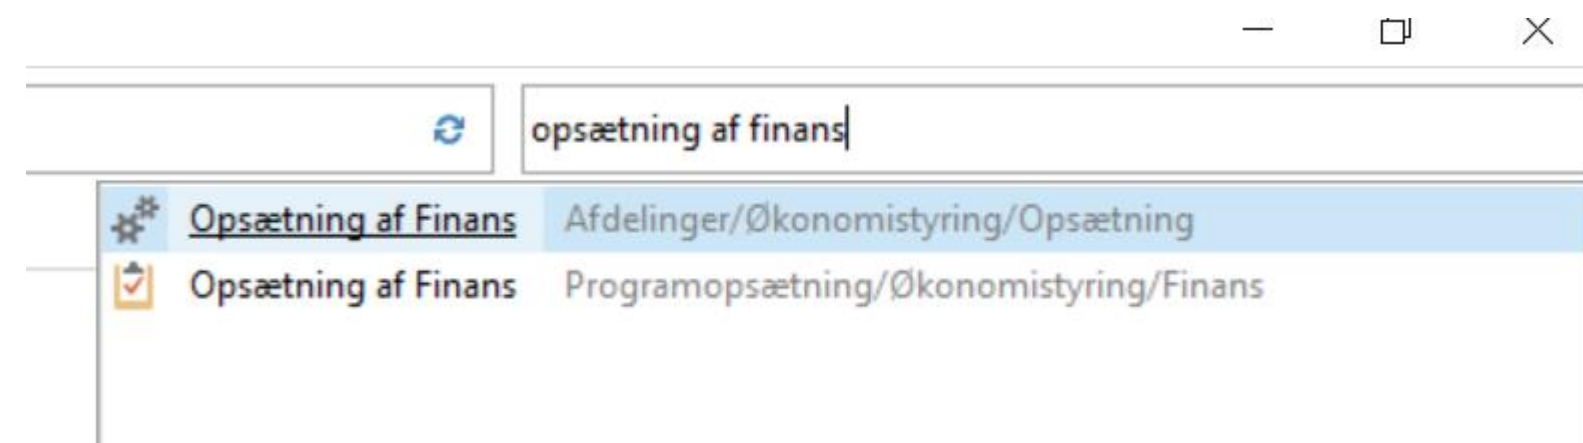 opsætning af finans
Opsætning af Finans Afdelinger/Økonomistyring/Opsætning
Opsætning af Finans Programopsætning/Økonomistyring/Finans